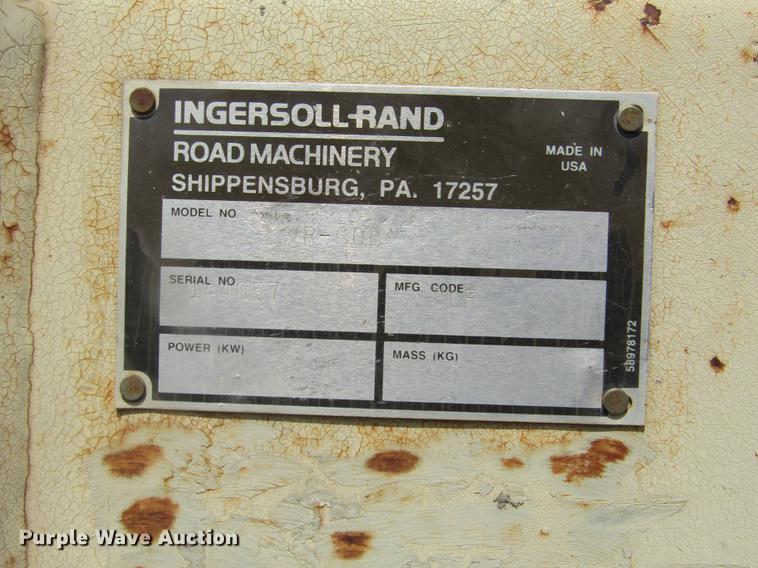 INGERSOLL-RAND
ROAD MACHINERY
MADE IN
USA
SHIPPENSBURG, PA. 17257
MODEL NO
SERIAL NO
MFG CODE
POWER (KW)
MASS (KG)
58978172
Purple Wave Auction